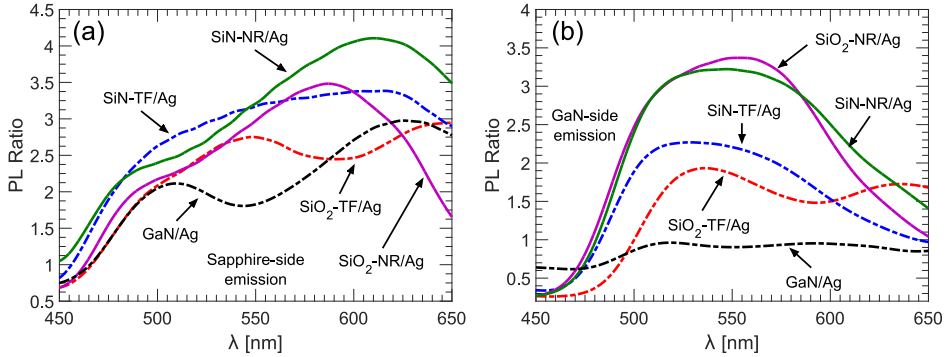 (a)
PL Ratio
4.5
4
3.5
3
2.5
2
1.5
1
0.5
450
500
550
600
650
λ [nm]
SiN-NR/Ag
SiN-TF/Ag
GaN/Ag
SiO₂-TF/Ag
SiO₂-NR/Ag
Sapphire-side
emission
(b)
PL Ratio
3.5
3
2.5
2
1.5
1
0.5
450
500
550
600
650
λ [nm]
GaN-side
emission
SiO₂-NR/Ag
SiN-TF/Ag
SiN-NR/Ag
SiO₂-TF/Ag
GaN/Ag